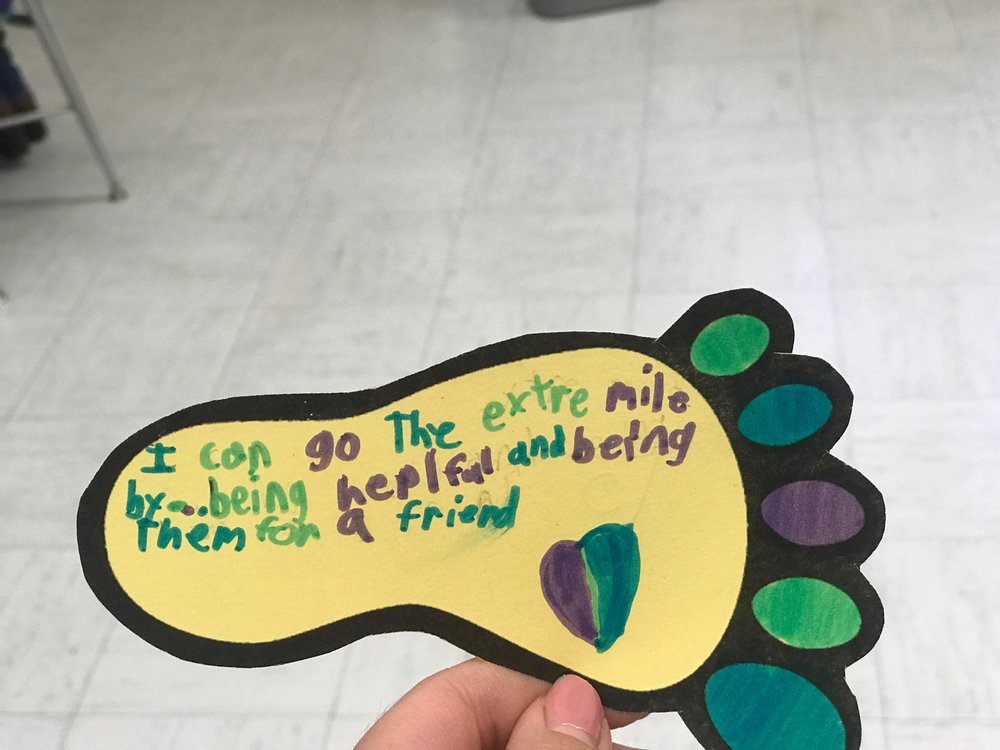 I can go The extre mile
by...being heplful and being
Them for a friend